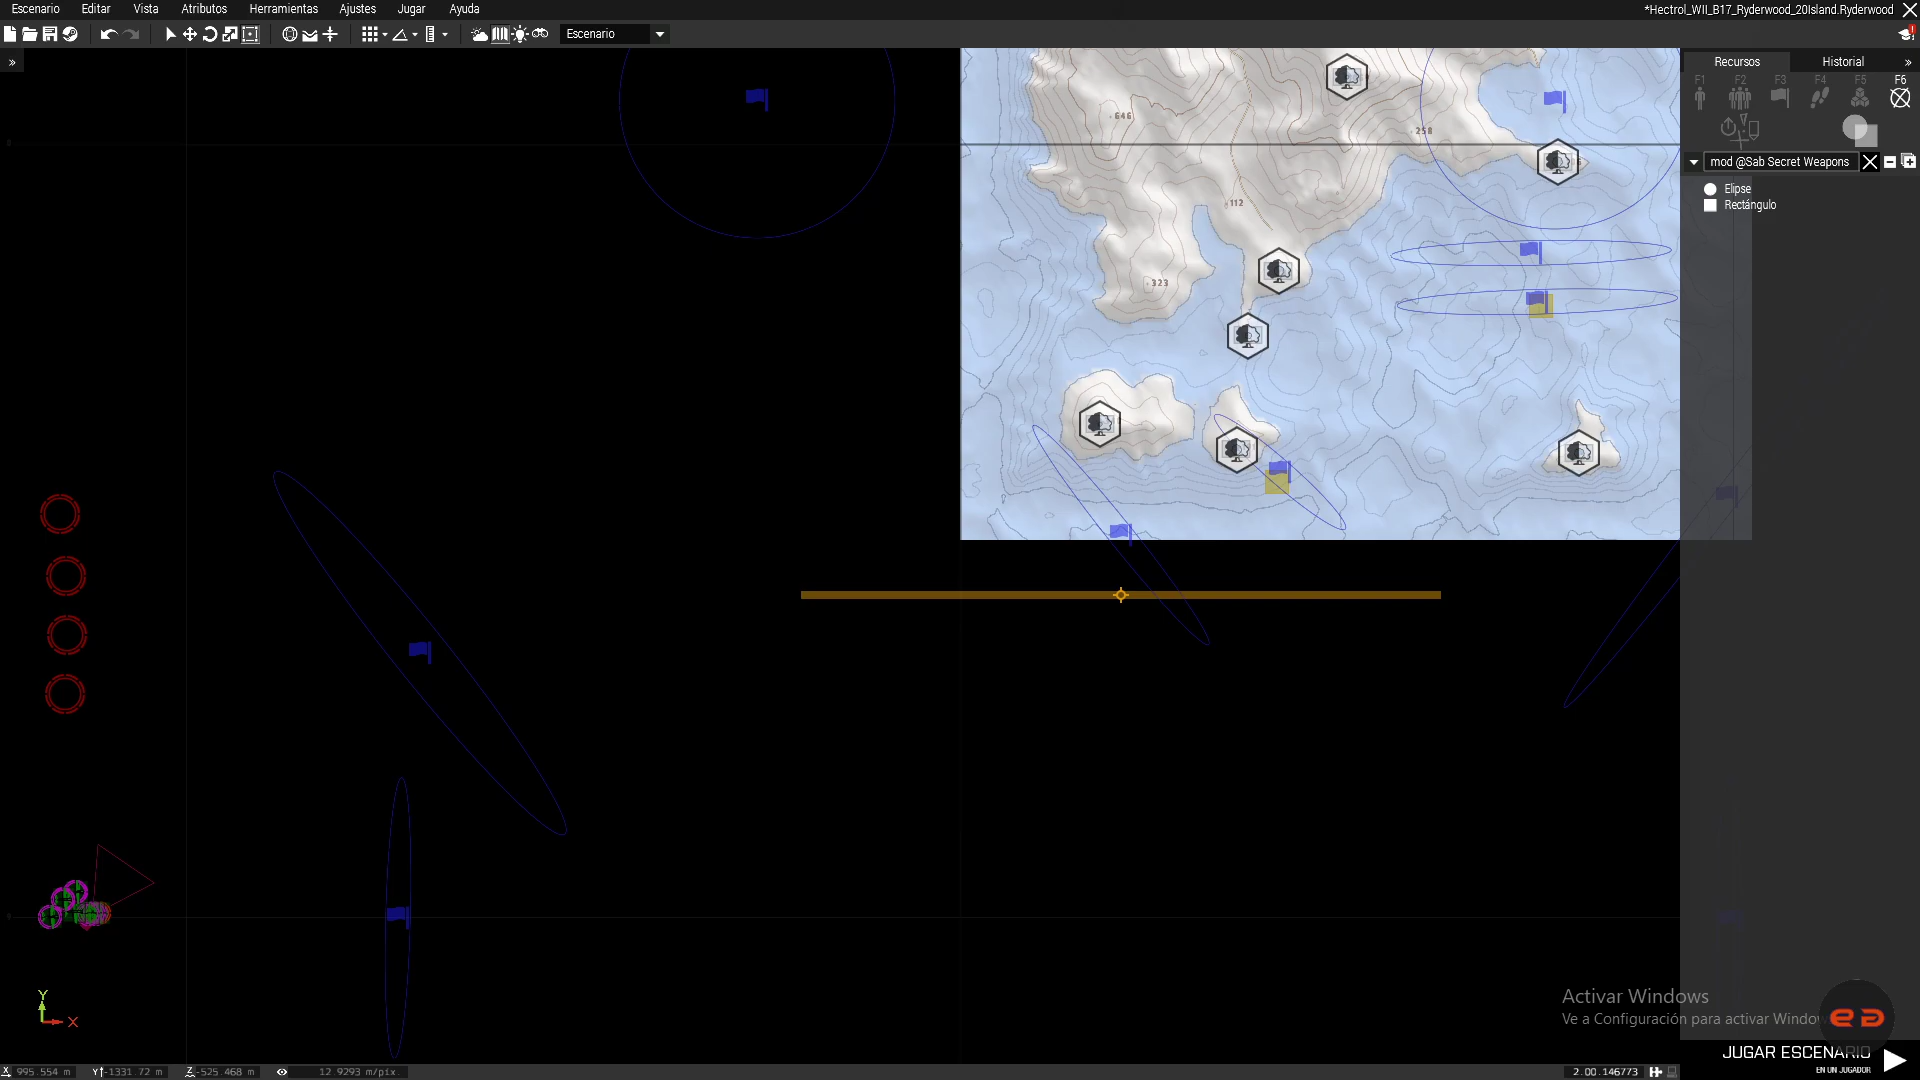 Escenario Editar Vista Atributos Herramientas Ajustes Jugar Ayuda
*Hectrol_WII_B17_Ryderwood_20Island.Ryderwood
Escenario
Recursos Historial
F1 F2 F3 F4 F5 F6
mod @Sab Secret Weapons
Elipse
Rectángulo
646
258
112
323
Y
X
Activar Windows
Ve a Configuración para activar Window
JUGAR ESCENARIO
EN UN JUGADOR
X 995.554 m Y -1331.72 m Z -525.468 m 12.9293 m/pix.
2.00.146773